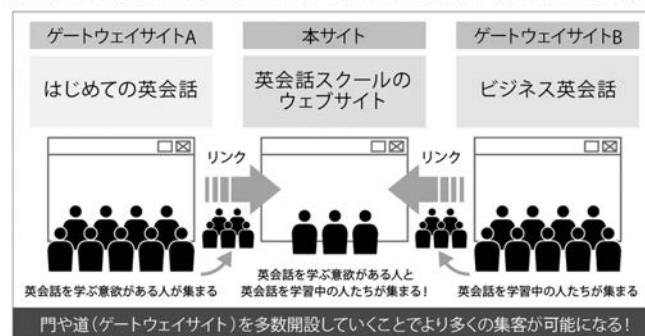 ゲートウェイサイトA
本サイト
ゲートウェイサイトB
はじめての英会話
英会話スクールの
ウェブサイト
ビジネス英会話
リンク
リンク
英会話を学ぶ意欲がある人が集まる
英会話を学ぶ意欲がある人と
英会話を学習中の人たちが集まる!
英会話を学習中の人たちが集まる
門や道(ゲートウェイサイト)を多数開設していくことでより多くの集客が可能になる!